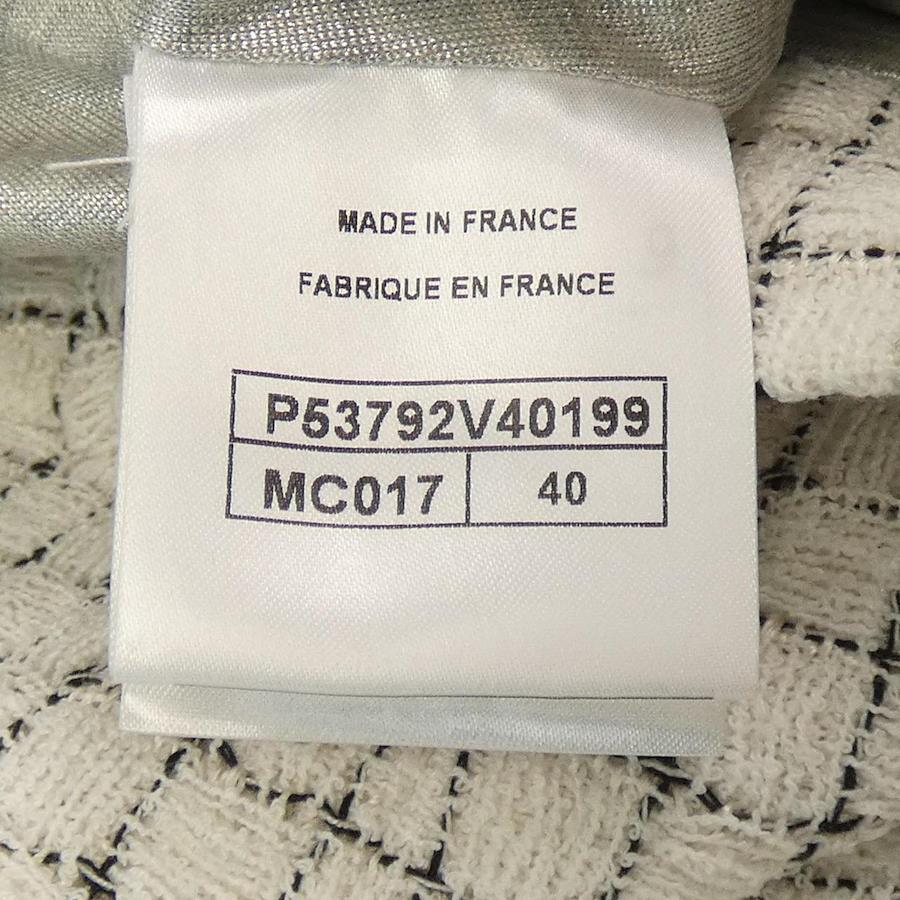 MADE IN FRANCE
FABRIQUE EN FRANCE
P53792V40199
MC017 40